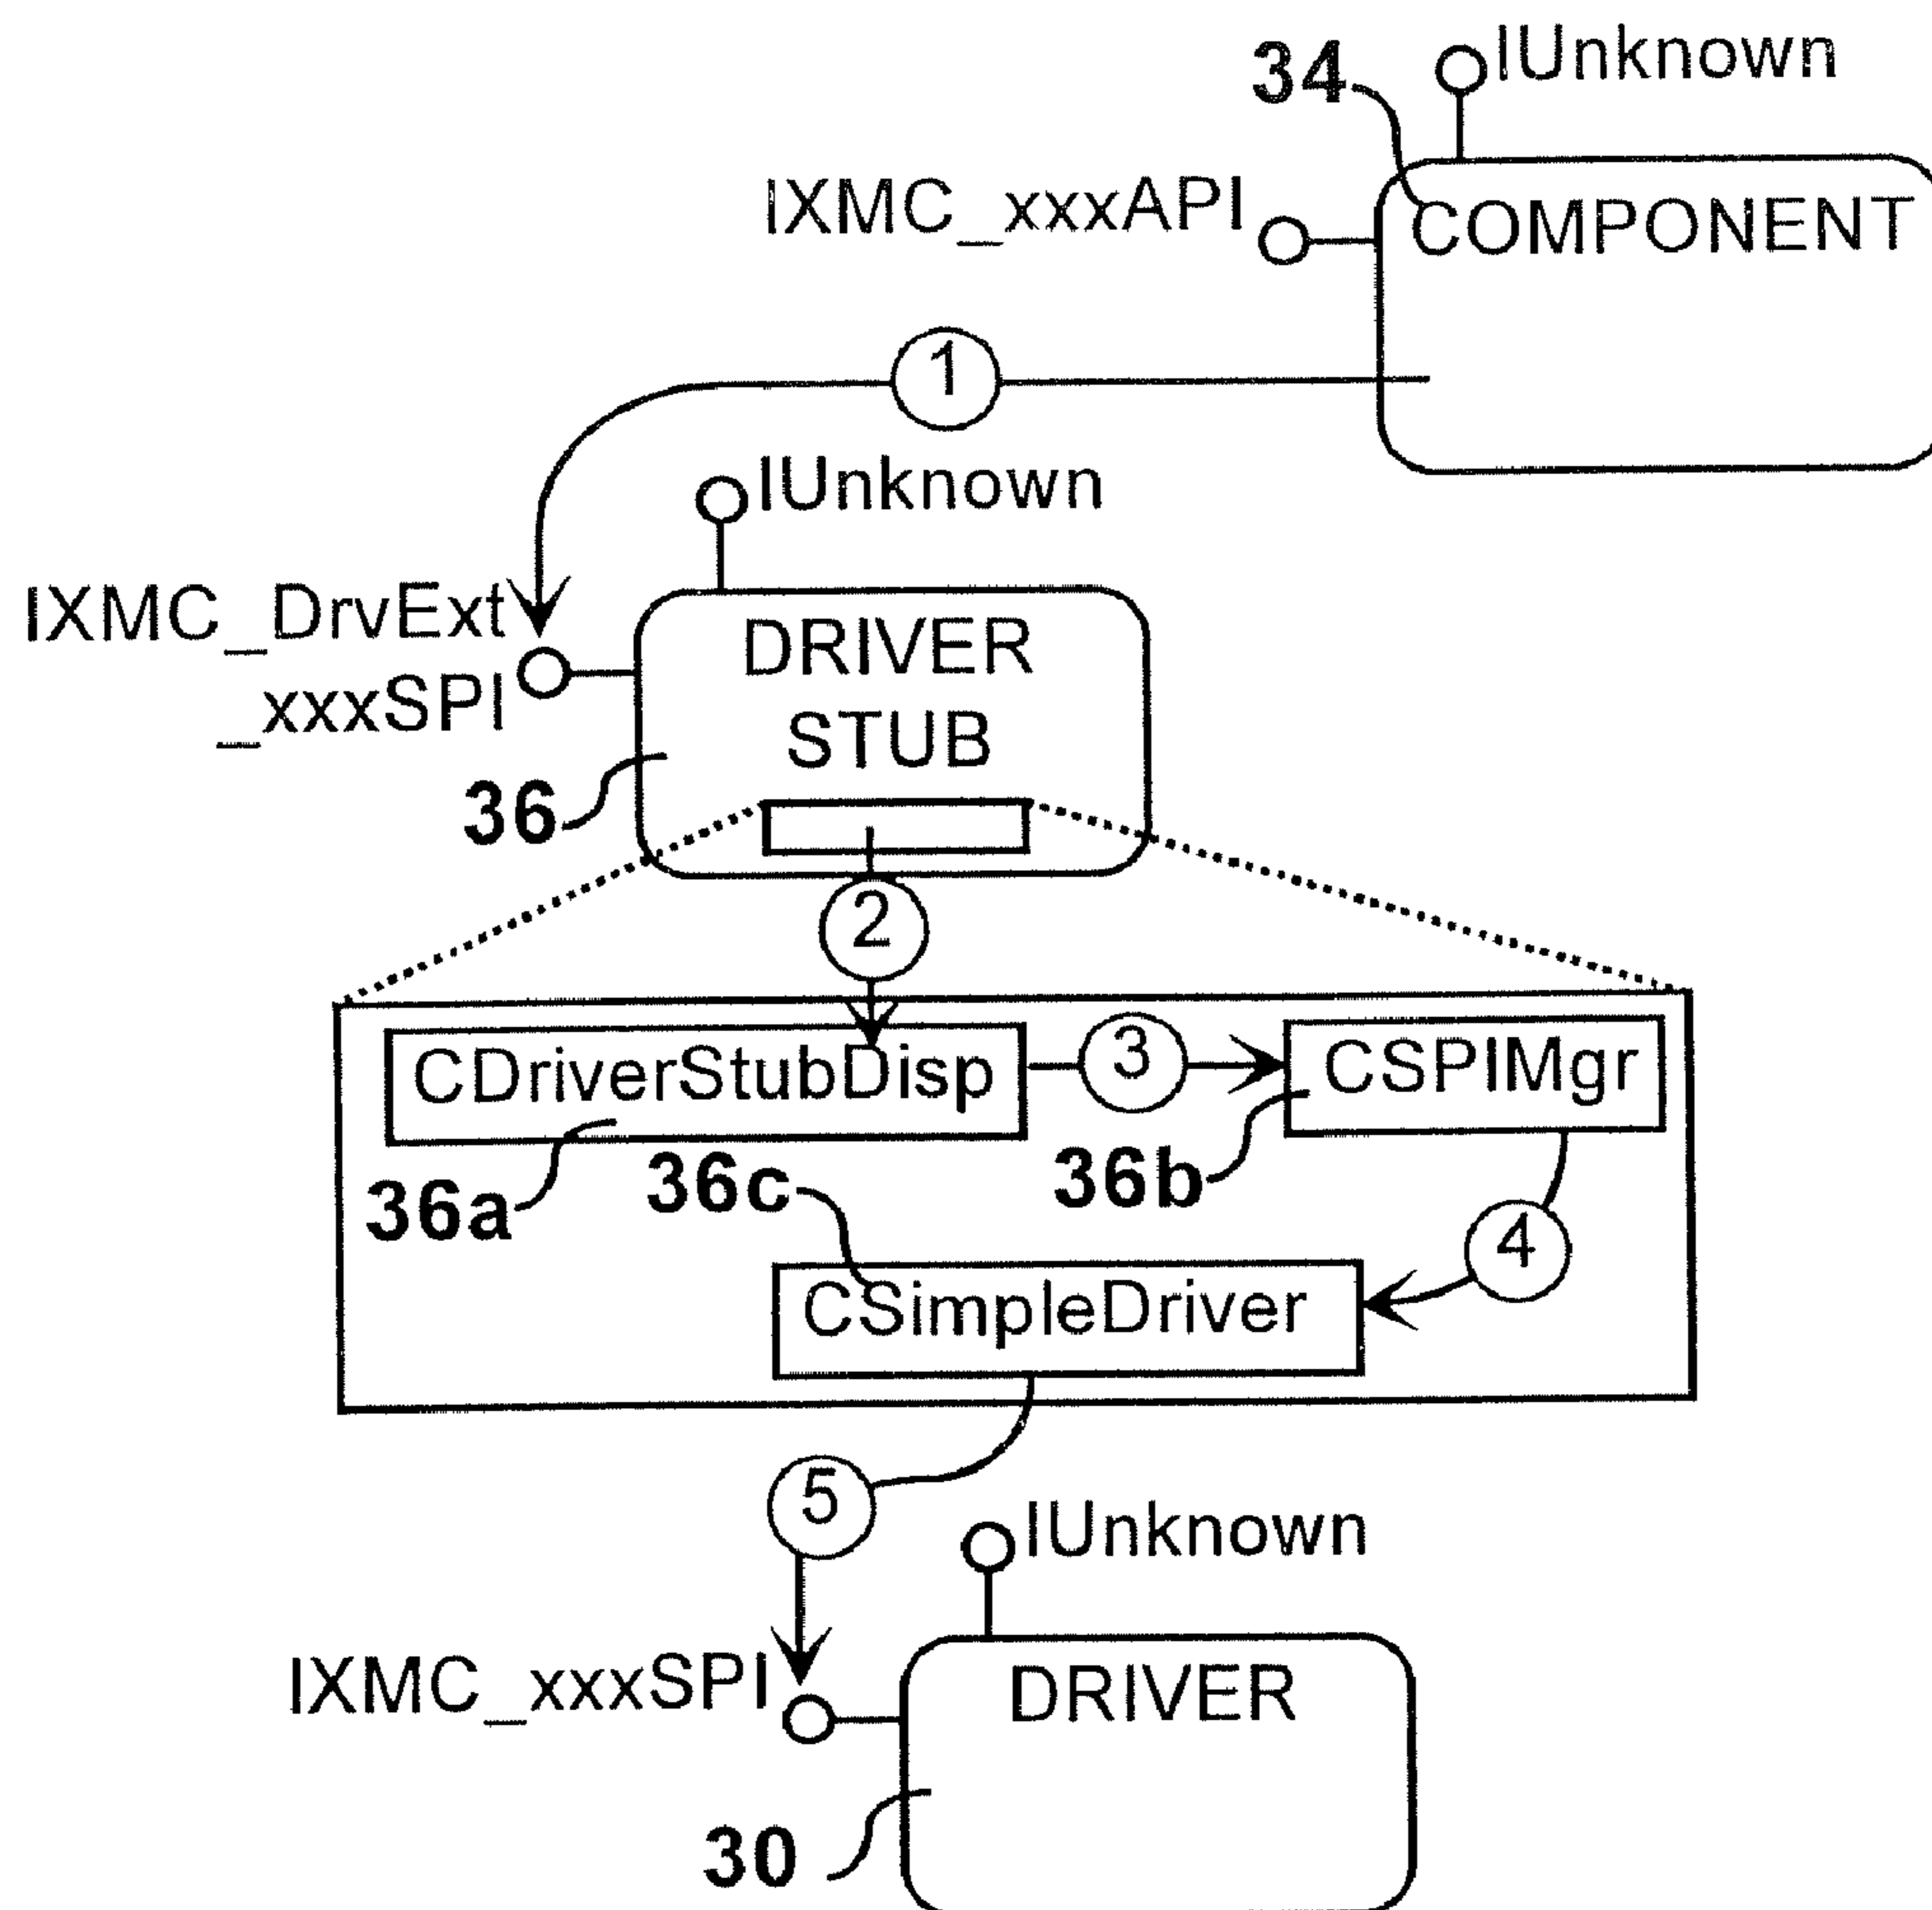 34
IUnknown
IXMC_xxxAPI
COMPONENT
1
IUnknown
IXMC_DrvExt
_xxxSPI
DRIVER
STUB
36
2
CDriverStubDisp
3
CSPIMgr
36a
36c
36b
4
CSimpleDriver
5
IUnknown
IXMC_xxxSPI
DRIVER
30